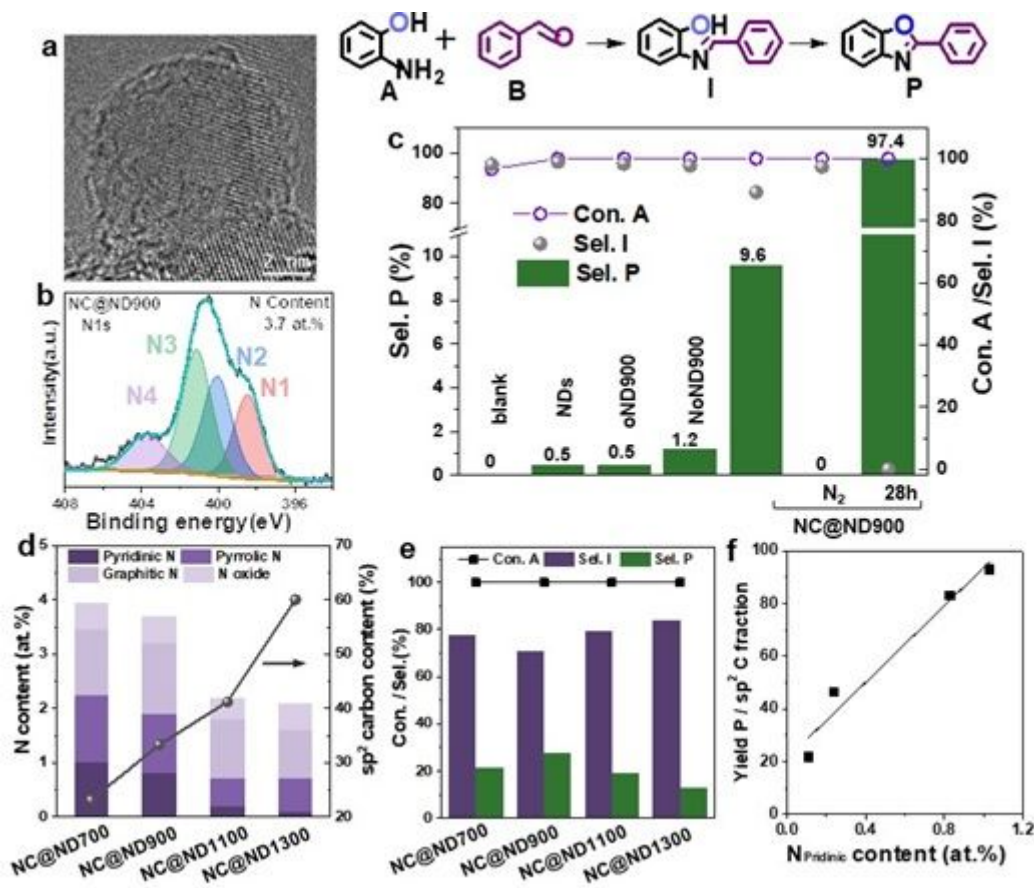 a
2 nm
OH
NH2
A
+
O
B
OH
N
I
O
N
P
b
NC@ND900
N1s
N Content
3.7 at.%
N4
N3
N2
N1
Intensity(a.u.)
408
404
400
396
Binding energy(eV)
c
Sel. P (%)
100
80
10
8
6
4
2
0
Con. A
Sel. I
Sel. P
blank
NDs
oND900
NoND900
0
0.5
0.5
1.2
9.6
0
97.4
N2
28h
NC@ND900
Con. A /Sel. I (%)
100
80
60
40
20
0
d
Pyridinic N
Pyrrolic N
Graphitic N
N oxide
N content (at.%)
5
4
3
2
1
0
sp2 carbon content (%)
70
60
50
40
30
20
NC@ND700
NC@ND900
NC@ND1100
NC@ND1300
e
Con. A
Sel. I
Sel. P
Con. / Sel.(%)
100
80
60
40
20
0
NC@ND700
NC@ND900
NC@ND1100
NC@ND1300
f
Yield P / sp2 C fraction
100
80
60
40
20
0
0.0
0.4
0.8
1.2
NPridinic content (at.%)